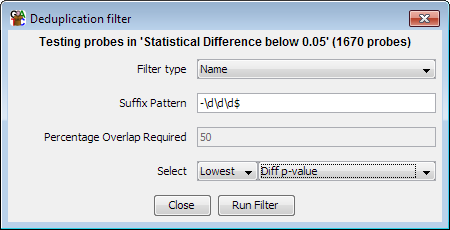 Deduplication filter
Testing probes in 'Statistical Difference below 0.05' (1670 probes)
Filter type Name
Suffix Pattern -\d\d\d$
Percentage Overlap Required 50
Select Lowest Diff p-value
Close Run Filter